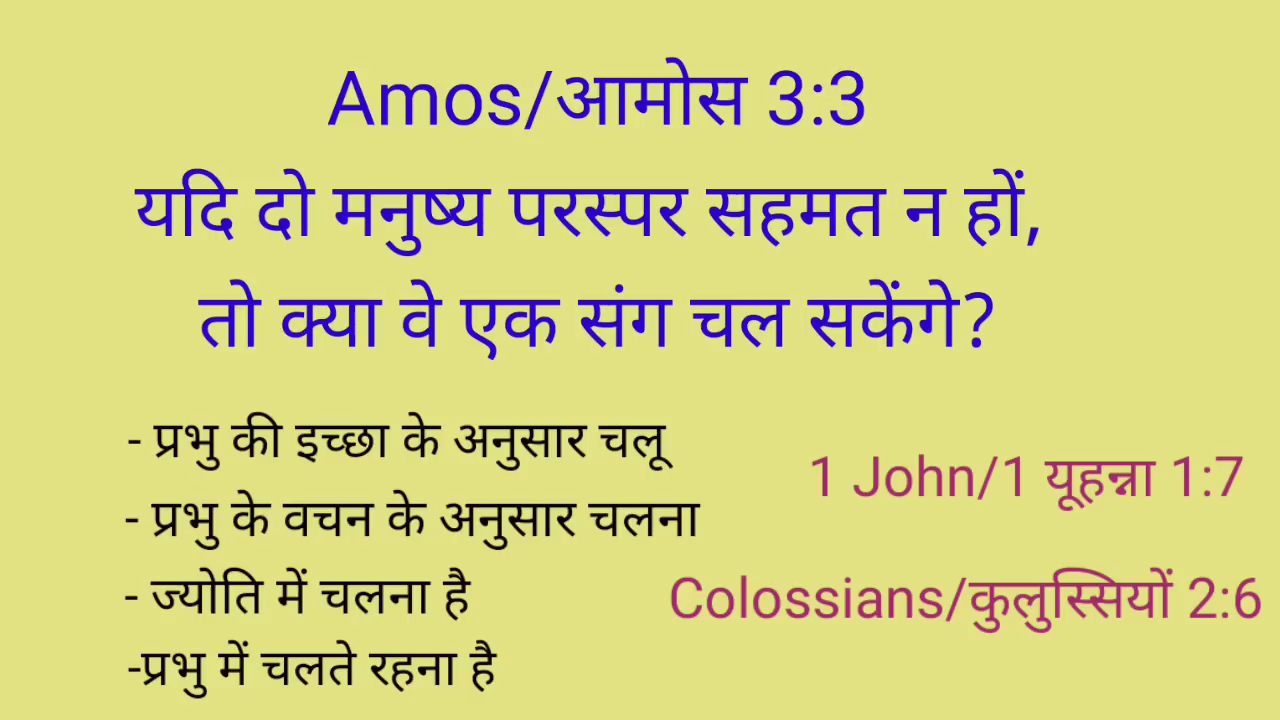 Amos/आमोस 3:3
यदि दो मनुष्य परस्पर सहमत न हों,
तो क्या वे एक संग चल सकेंगे?
- प्रभु की इच्छा के अनुसार चलू
- प्रभु के वचन के अनुसार चलना
- ज्योति में चलना है
-प्रभु में चलते रहना है
1 John/1 यूहन्ना 1:7
Colossians/कुलुस्सियों 2:6